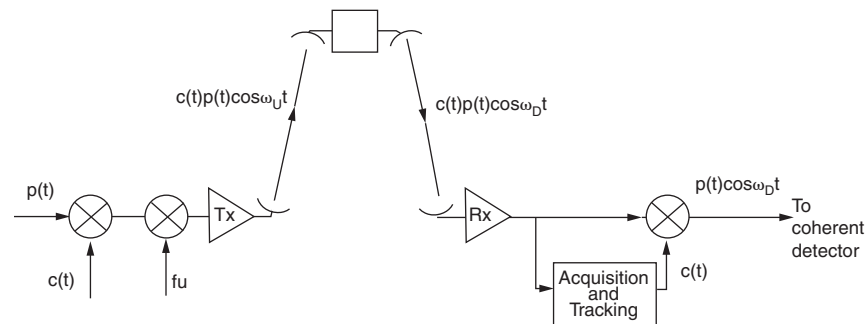 c(t)p(t)cosω_Ut
c(t)p(t)cosω_Dt
p(t)
Tx
Rx
p(t)cosω_Dt
To
coherent
detector
c(t)
fu
Acquisition
and
Tracking
c(t)